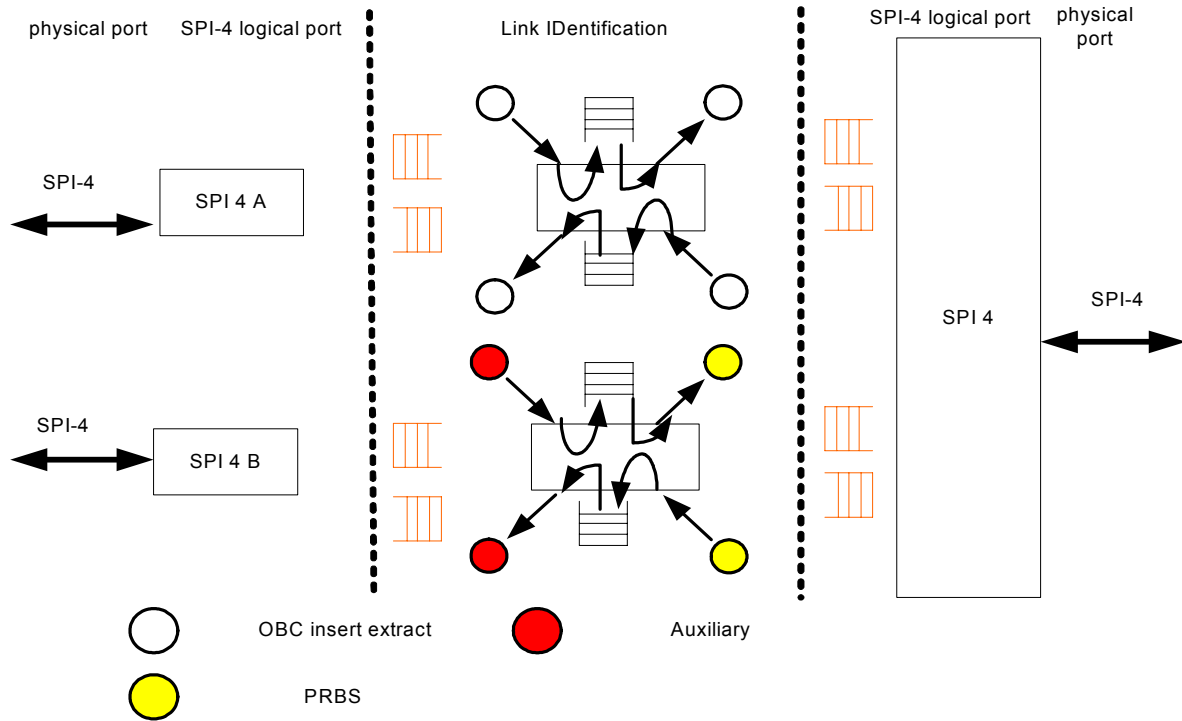 physical port
SPI-4 logical port
Link IDentification
SPI-4 logical port
physical
port
SPI-4
SPI 4 A
SPI 4
SPI-4
SPI-4
SPI 4 B
OBC insert extract
Auxiliary
PRBS